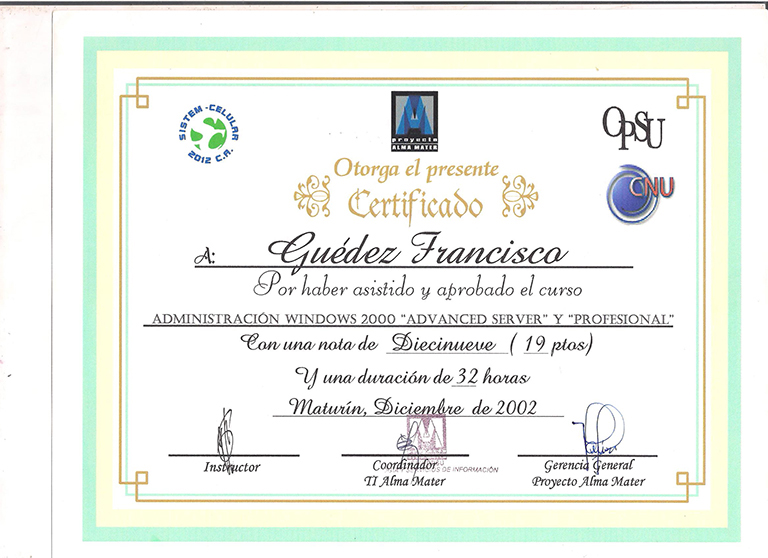 SISTEM-CELULAR
2012 C.A.
proyecto
ALMA MATER
OPSU
CNU
Otorga el presente
Certificado
A: Guédez Francisco
Por haber asistido y aprobado el curso
ADMINISTRACIÓN WINDOWS 2000 "ADVANCED SERVER" Y "PROFESIONAL"
Con una nota de Diecinueve ( 19 ptos)
Y una duración de 32 horas
Maturín, Diciembre de 2002
Instructor
Coordinador
TI Alma Mater
DE INFORMACIÓN
Gerencia General
Proyecto Alma Mater